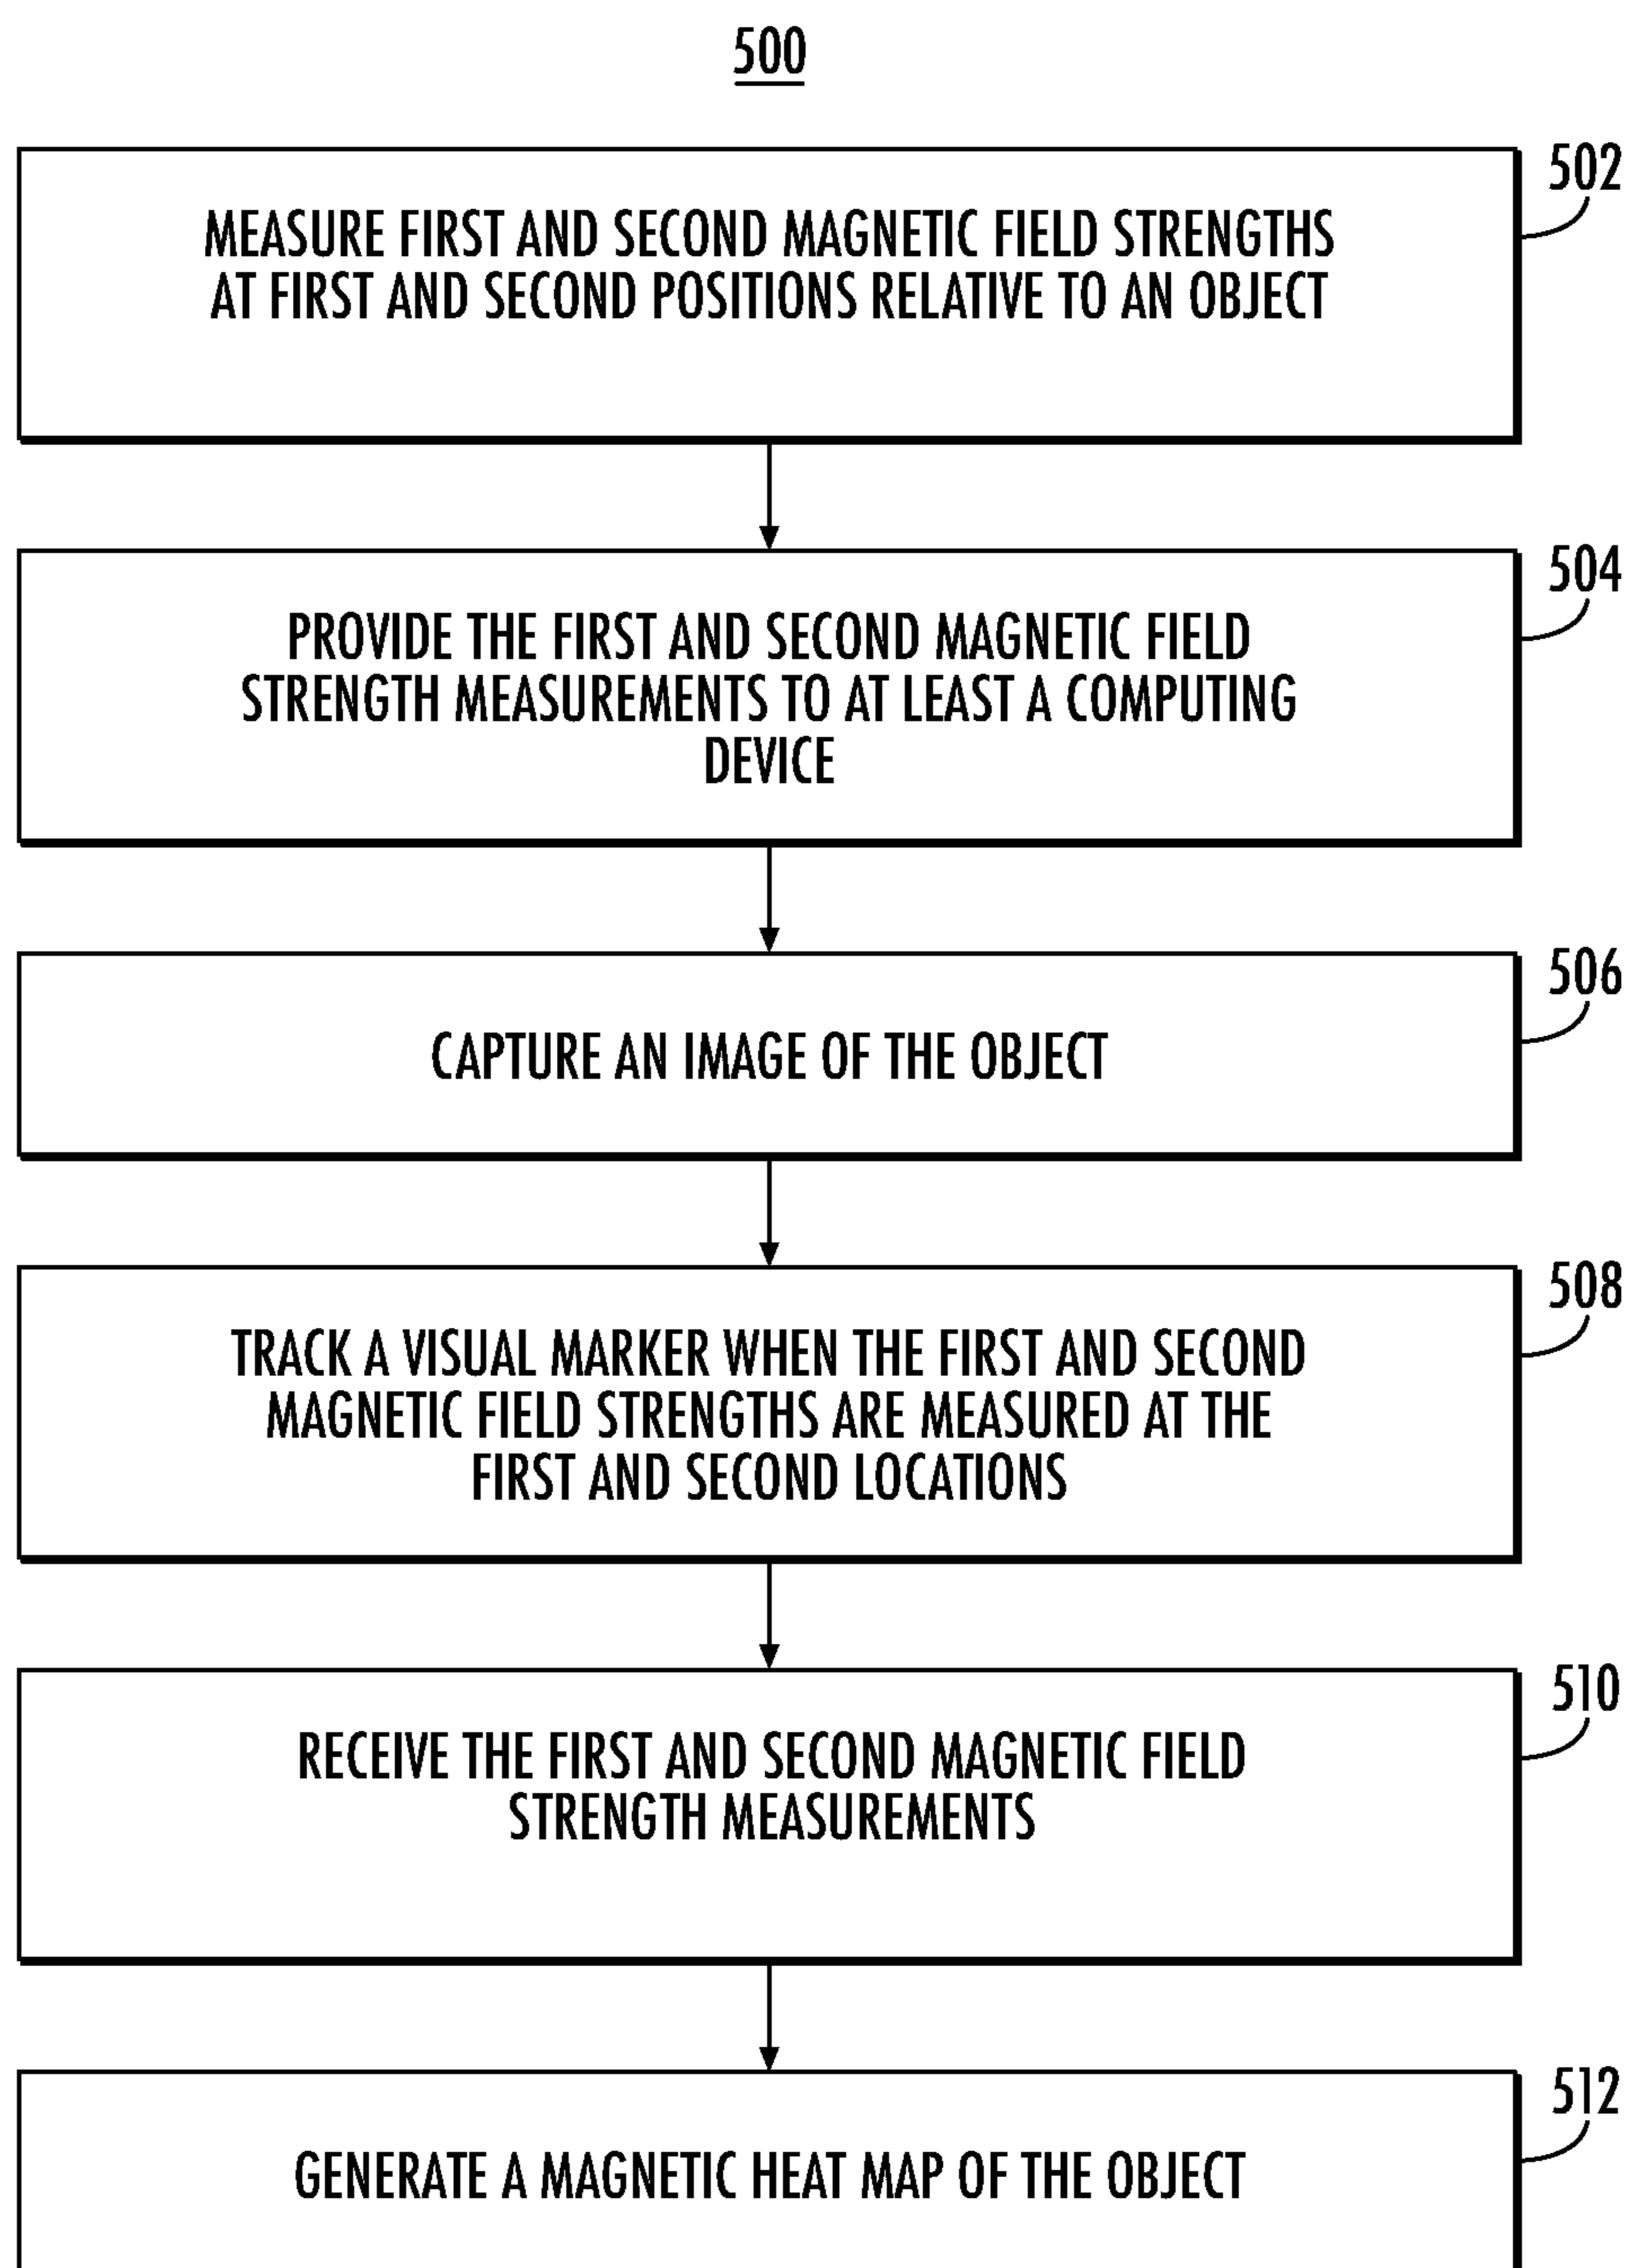 500
502
MEASURE FIRST AND SECOND MAGNETIC FIELD STRENGTHS
AT FIRST AND SECOND POSITIONS RELATIVE TO AN OBJECT
504
PROVIDE THE FIRST AND SECOND MAGNETIC FIELD
STRENGTH MEASUREMENTS TO AT LEAST A COMPUTING
DEVICE
506
CAPTURE AN IMAGE OF THE OBJECT
508
TRACK A VISUAL MARKER WHEN THE FIRST AND SECOND
MAGNETIC FIELD STRENGTHS ARE MEASURED AT THE
FIRST AND SECOND LOCATIONS
510
RECEIVE THE FIRST AND SECOND MAGNETIC FIELD
STRENGTH MEASUREMENTS
512
GENERATE A MAGNETIC HEAT MAP OF THE OBJECT